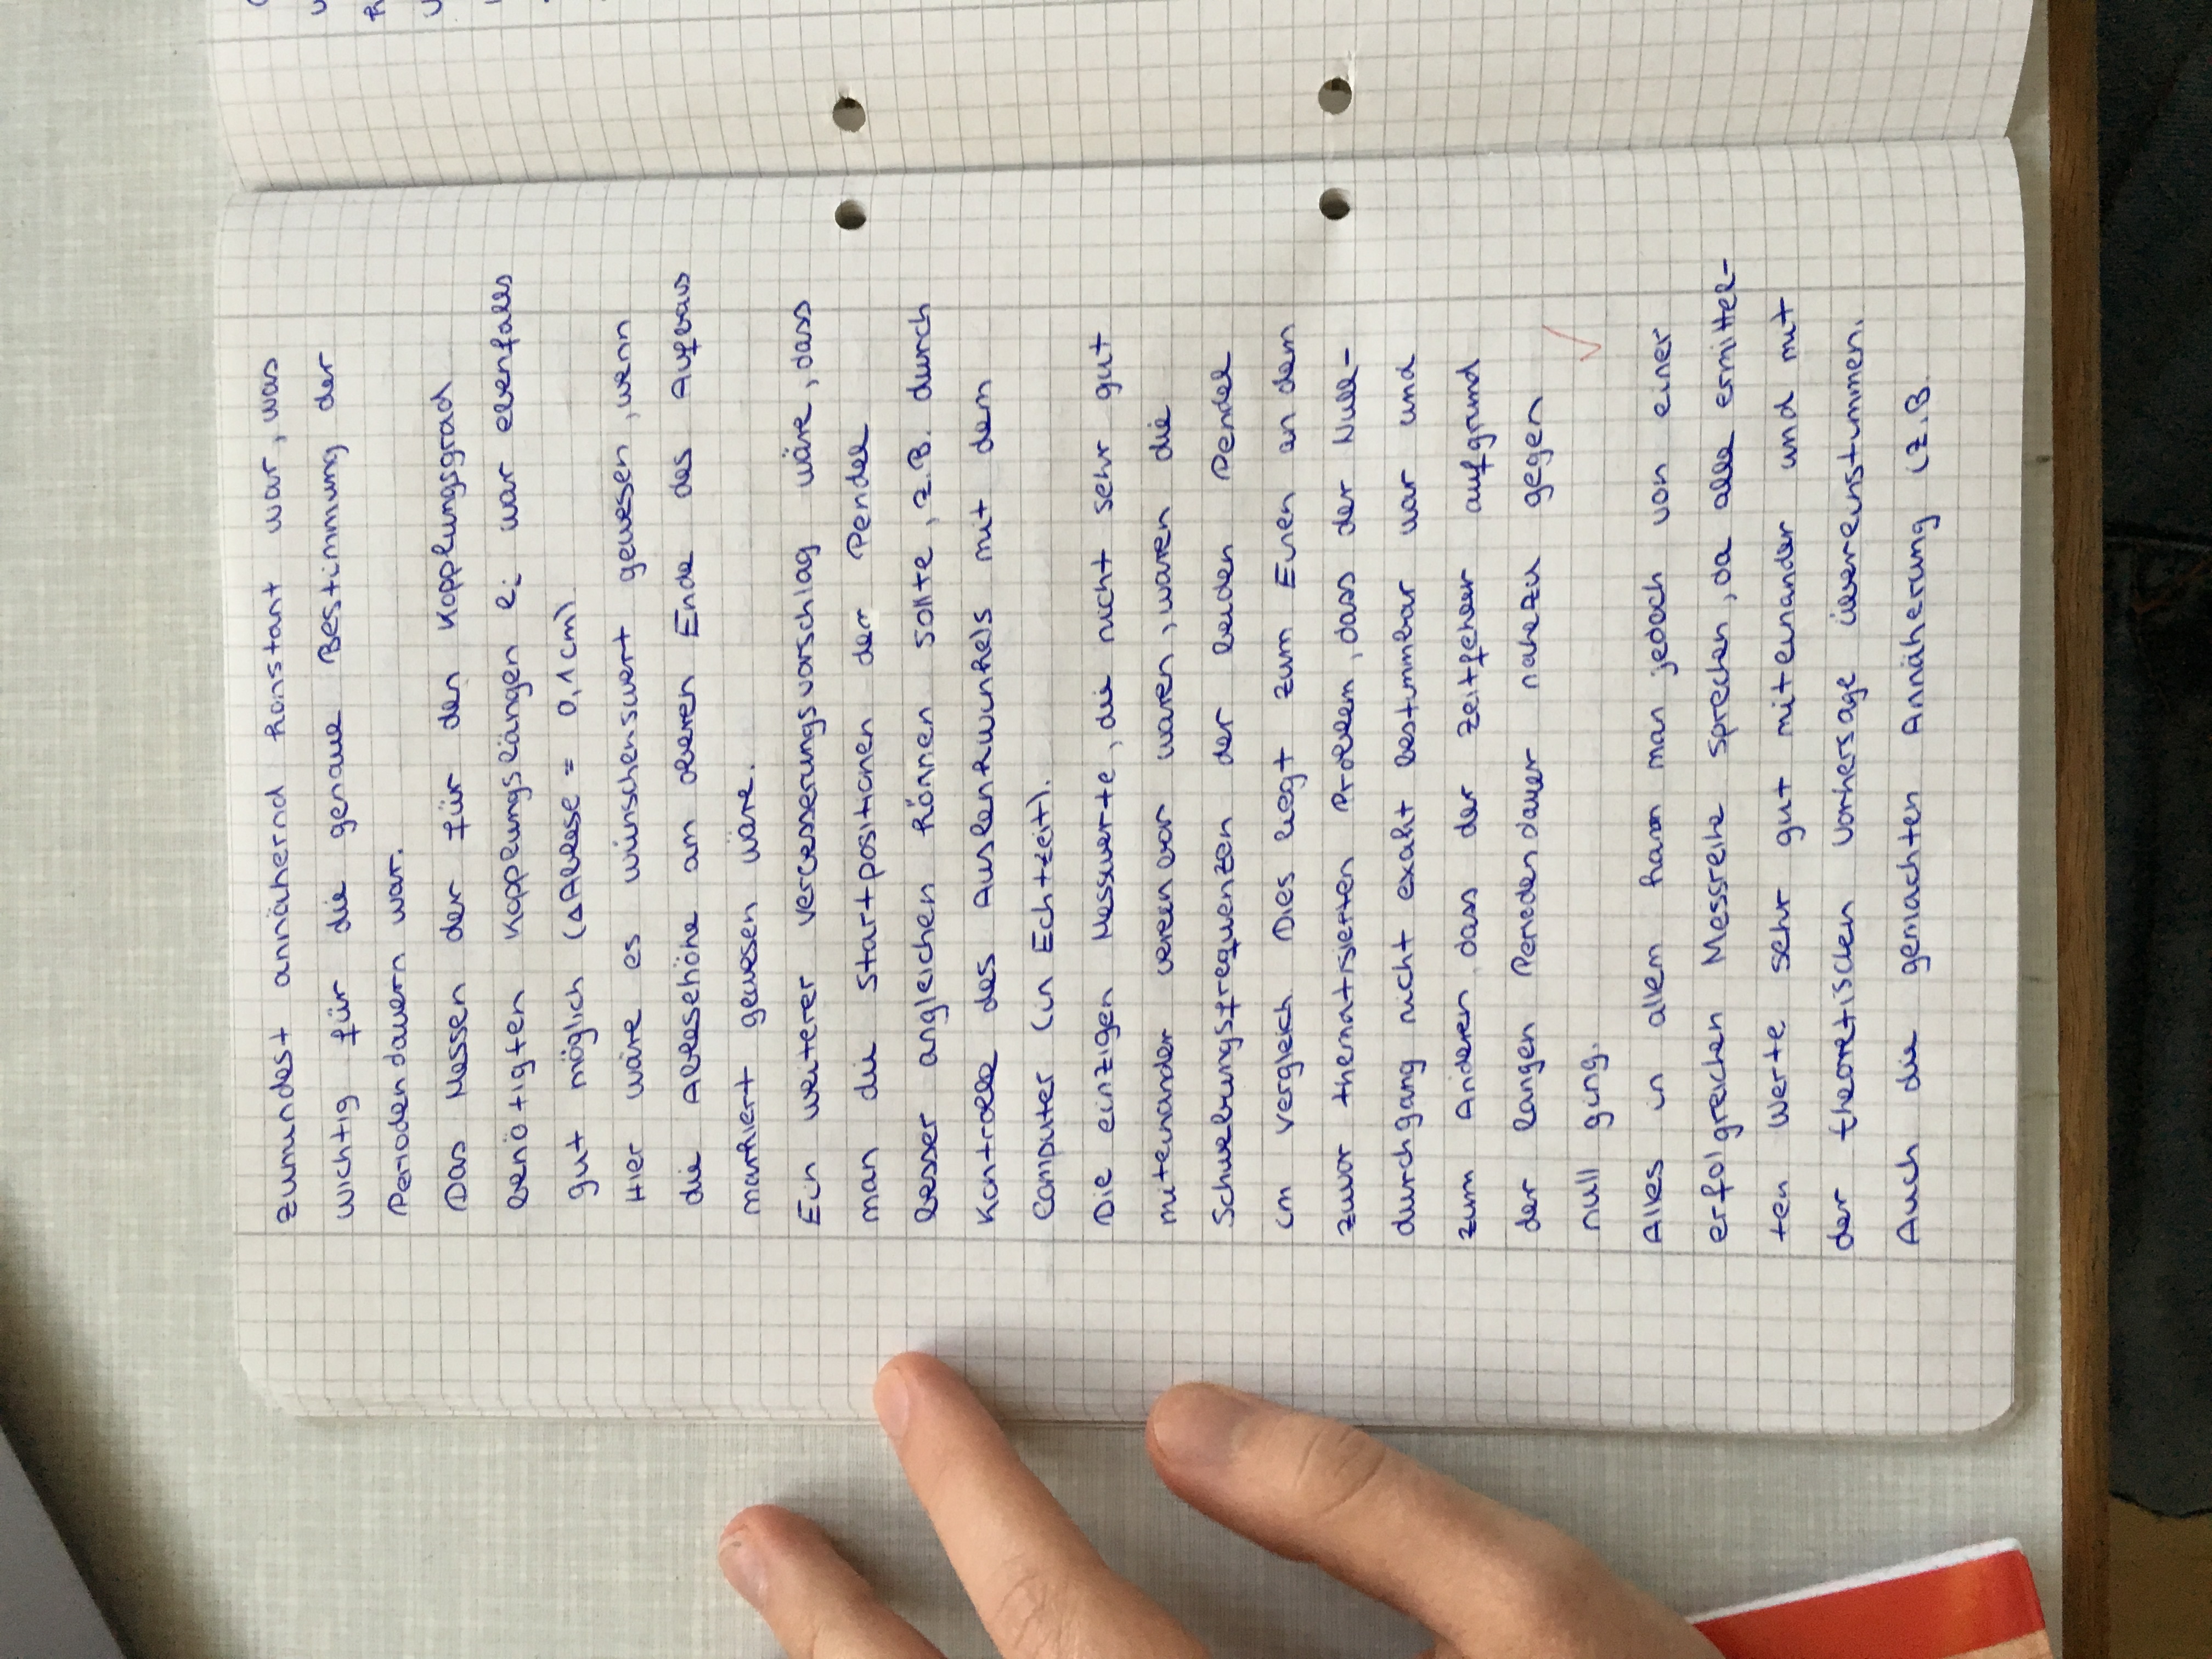 zumindest annähernd konstant war, was
wichtig für die genaue Bestimmung der
Periodendauern war.
Das Messen der für den Kopplungsgrad
benötigten Kopplungslängen li war ebenfalls
gut möglich (ΔAblese = 0,1cm)
Hier wäre es wünschenswert gewesen, wenn
die Ablesehöhe am oberen Ende des Aufbaus
markiert gewesen wäre.
Ein weiterer Verbesserungsvorschlag wäre, dass
man die Startpositionen der Pendel
besser angleichen können sollte, z.B. durch
Kontrolle des Auslenkwinkels mit dem
Computer (in Echtzeit).
Die einzigen Messwerte, die nicht sehr gut
miteinander vereinbar waren, waren die
Schwebungsfrequenzen der beiden Pendel
im Vergleich. Dies liegt zum Einen an dem
zuvor thematisierten Problem, dass der Null-
durchgang nicht exakt bestimmbar war und
zum Anderen, dass der Zeitfehler aufgrund
der langen Periodendauer nahezu gegen
null ging.
Alles in allem kann man jedoch von einer
erfolgreichen Messreihe sprechen, da alle ermittel-
ten Werte sehr gut miteinander und mit
der theoretischen Vorhersage übereinstimmen.
Auch die gemachten Annäherung (z.B.